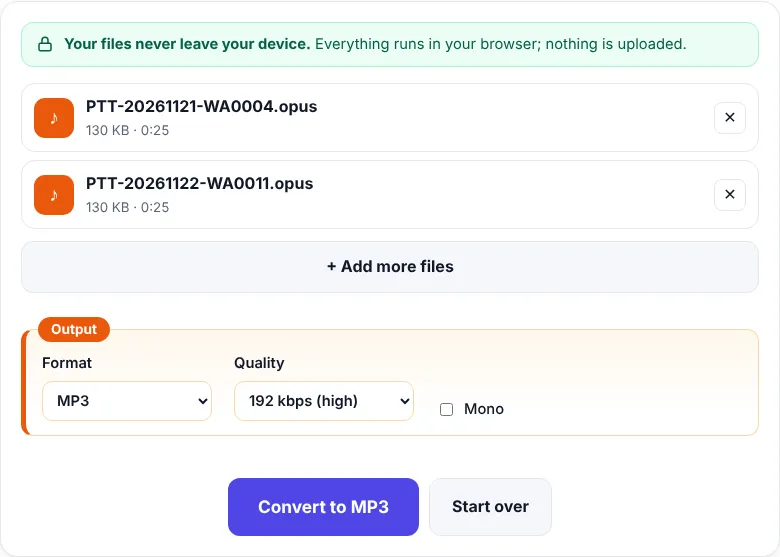 Your files never leave your device. Everything runs in your browser; nothing is uploaded.
PTT-20261121-WA0004.opus
130 KB · 0:25
PTT-20261122-WA0011.opus
130 KB · 0:25
+ Add more files
Output
Format
Quality
MP3
192 kbps (high)
Mono
Convert to MP3
Start over